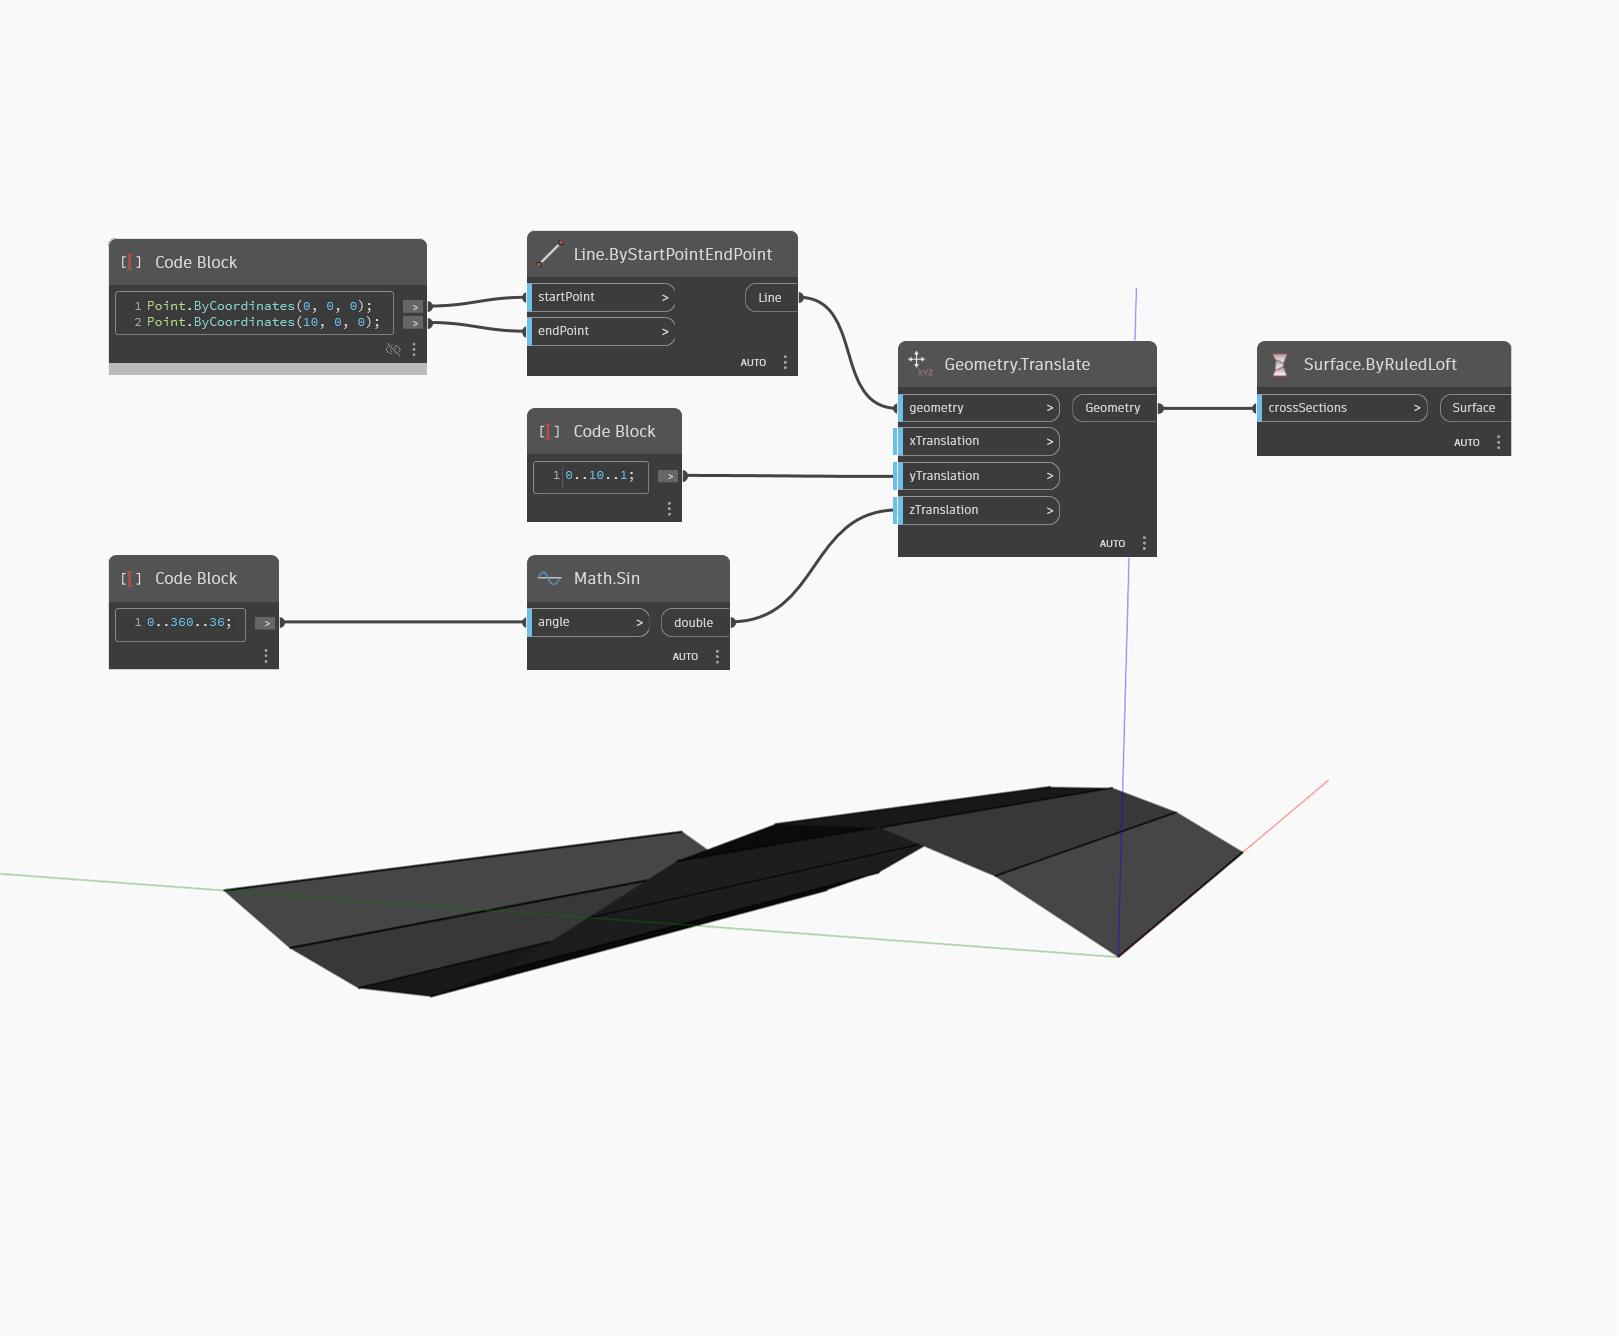 Code Block
1 Point.ByCoordinates(0, 0, 0); >
2 Point.ByCoordinates(10, 0, 0); >
Line.ByStartPointEndPoint
startPoint > Line
endPoint >
AUTO
Code Block
1 0..10..1; >
Code Block
1 0..360..36; >
Math.Sin
angle > double
AUTO
XYZ Geometry.Translate
geometry > Geometry
xTranslation >
yTranslation >
zTranslation >
AUTO
Surface.ByRuledLoft
crossSections > Surface
AUTO